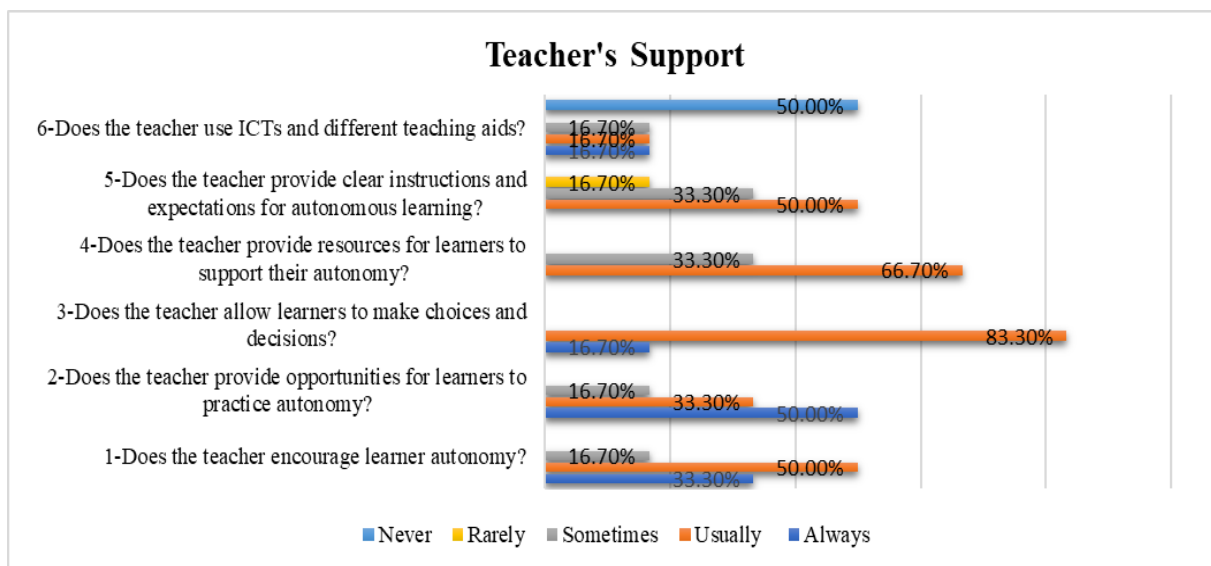 Teacher's Support
50.00%
6-Does the teacher use ICTs and different teaching aids?
16.70%
16.70%
16.70%
5-Does the teacher provide clear instructions and
expectations for autonomous learning?
16.70%
33.30%
50.00%
4-Does the teacher provide resources for learners to
support their autonomy?
33.30%
66.70%
3-Does the teacher allow learners to make choices and
decisions?
83.30%
16.70%
2-Does the teacher provide opportunities for learners to
practice autonomy?
16.70%
33.30%
50.00%
1-Does the teacher encourage learner autonomy?
16.70%
50.00%
33.30%
Never Rarely Sometimes Usually Always